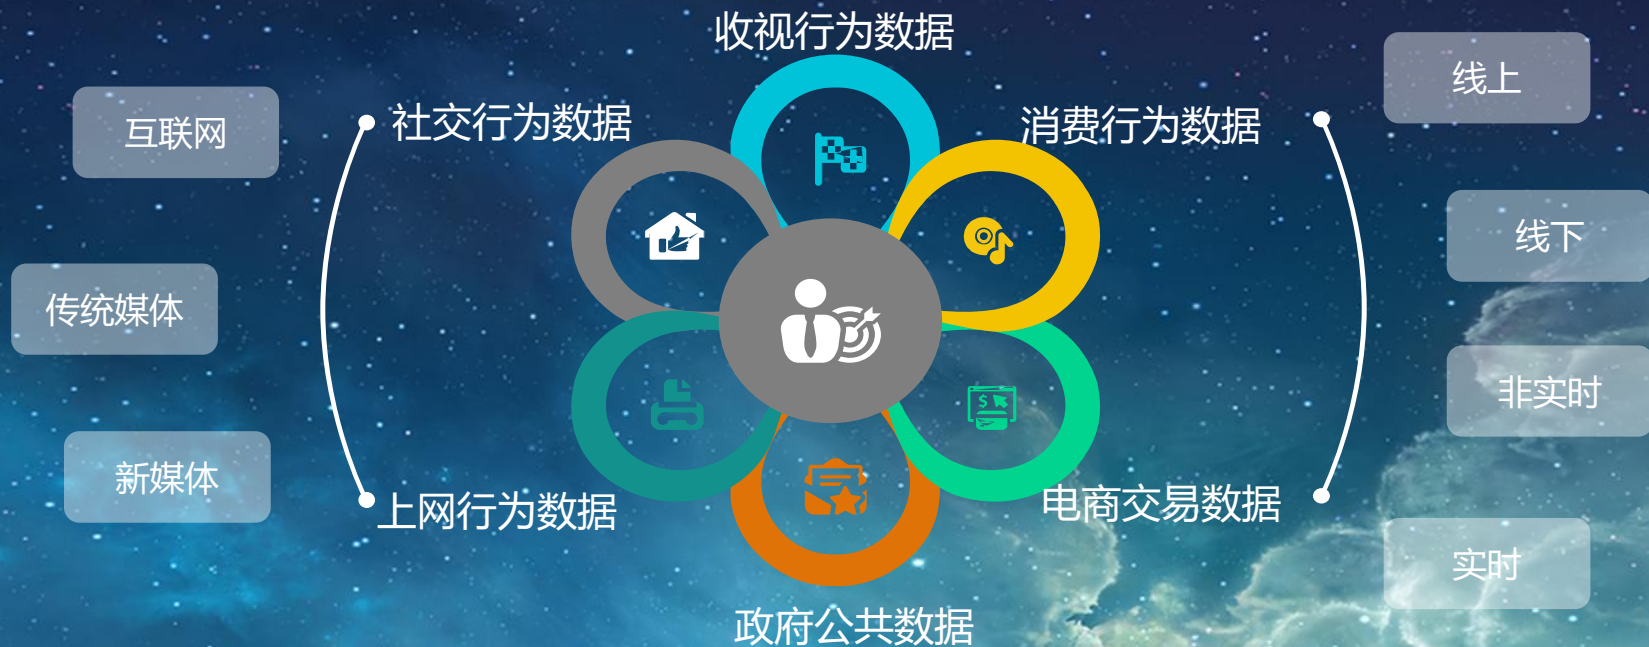 收视行为数据
线上
社交行为数据
消费行为数据
互联网
线下
传统媒体
$
非实时
新媒体
上网行为数据
电商交易数据
实时
政府公共数据